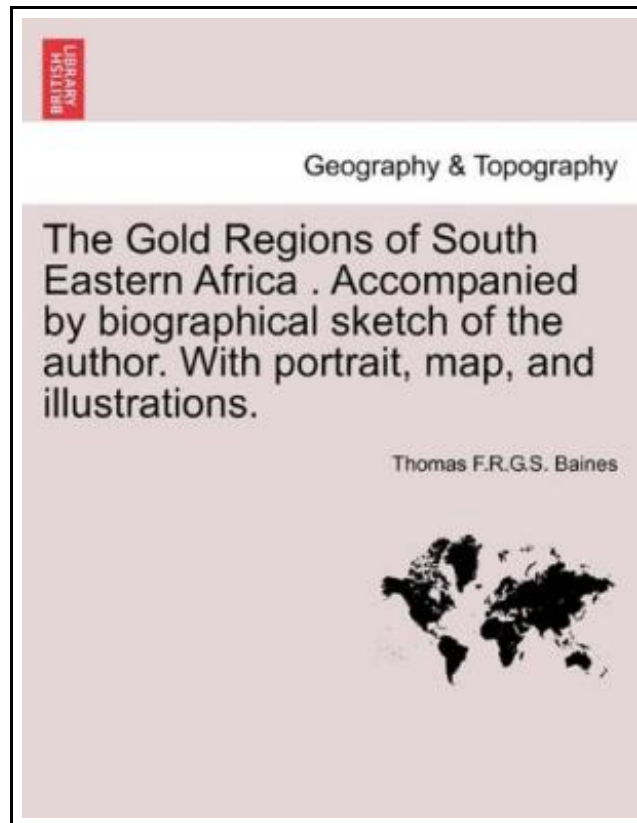 BRITISH
LIBRARY
Geography & Topography
The Gold Regions of South
Eastern Africa . Accompanied
by biographical sketch of the
author. With portrait, map, and
illustrations.
Thomas F.R.G.S. Baines